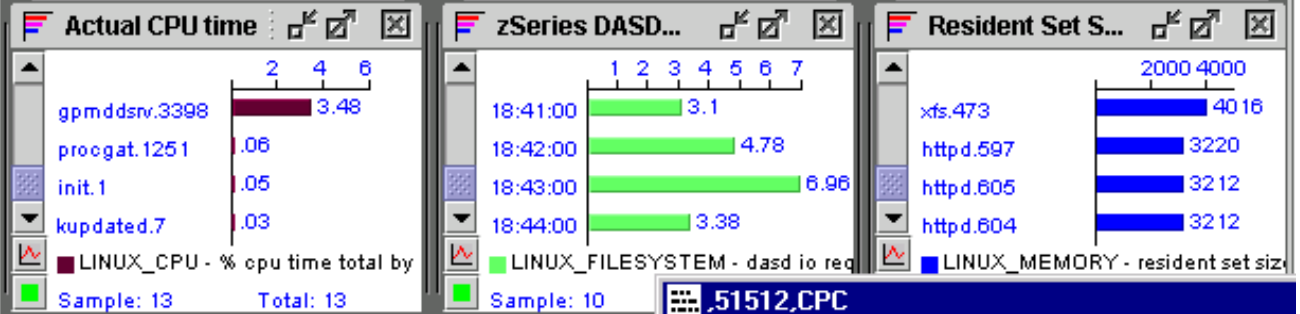 Actual CPU time
2 4 6
gpmddsrv.3398 3.48
procgat.1251 .06
init.1 .05
kupdated.7 .03
LINUX_CPU - % cpu time total by
Sample: 13 Total: 13
zSeries DASD...
1 2 3 4 5 6 7
18:41:00 3.1
18:42:00 4.78
18:43:00 6.96
18:44:00 3.38
LINUX_FILESYSTEM - dasd io req
Sample: 10
Resident Set S...
2000 4000
xfs.473 4016
httpd.597 3220
httpd.605 3212
httpd.604 3212
LINUX_MEMORY - resident set size
,51512,CPC